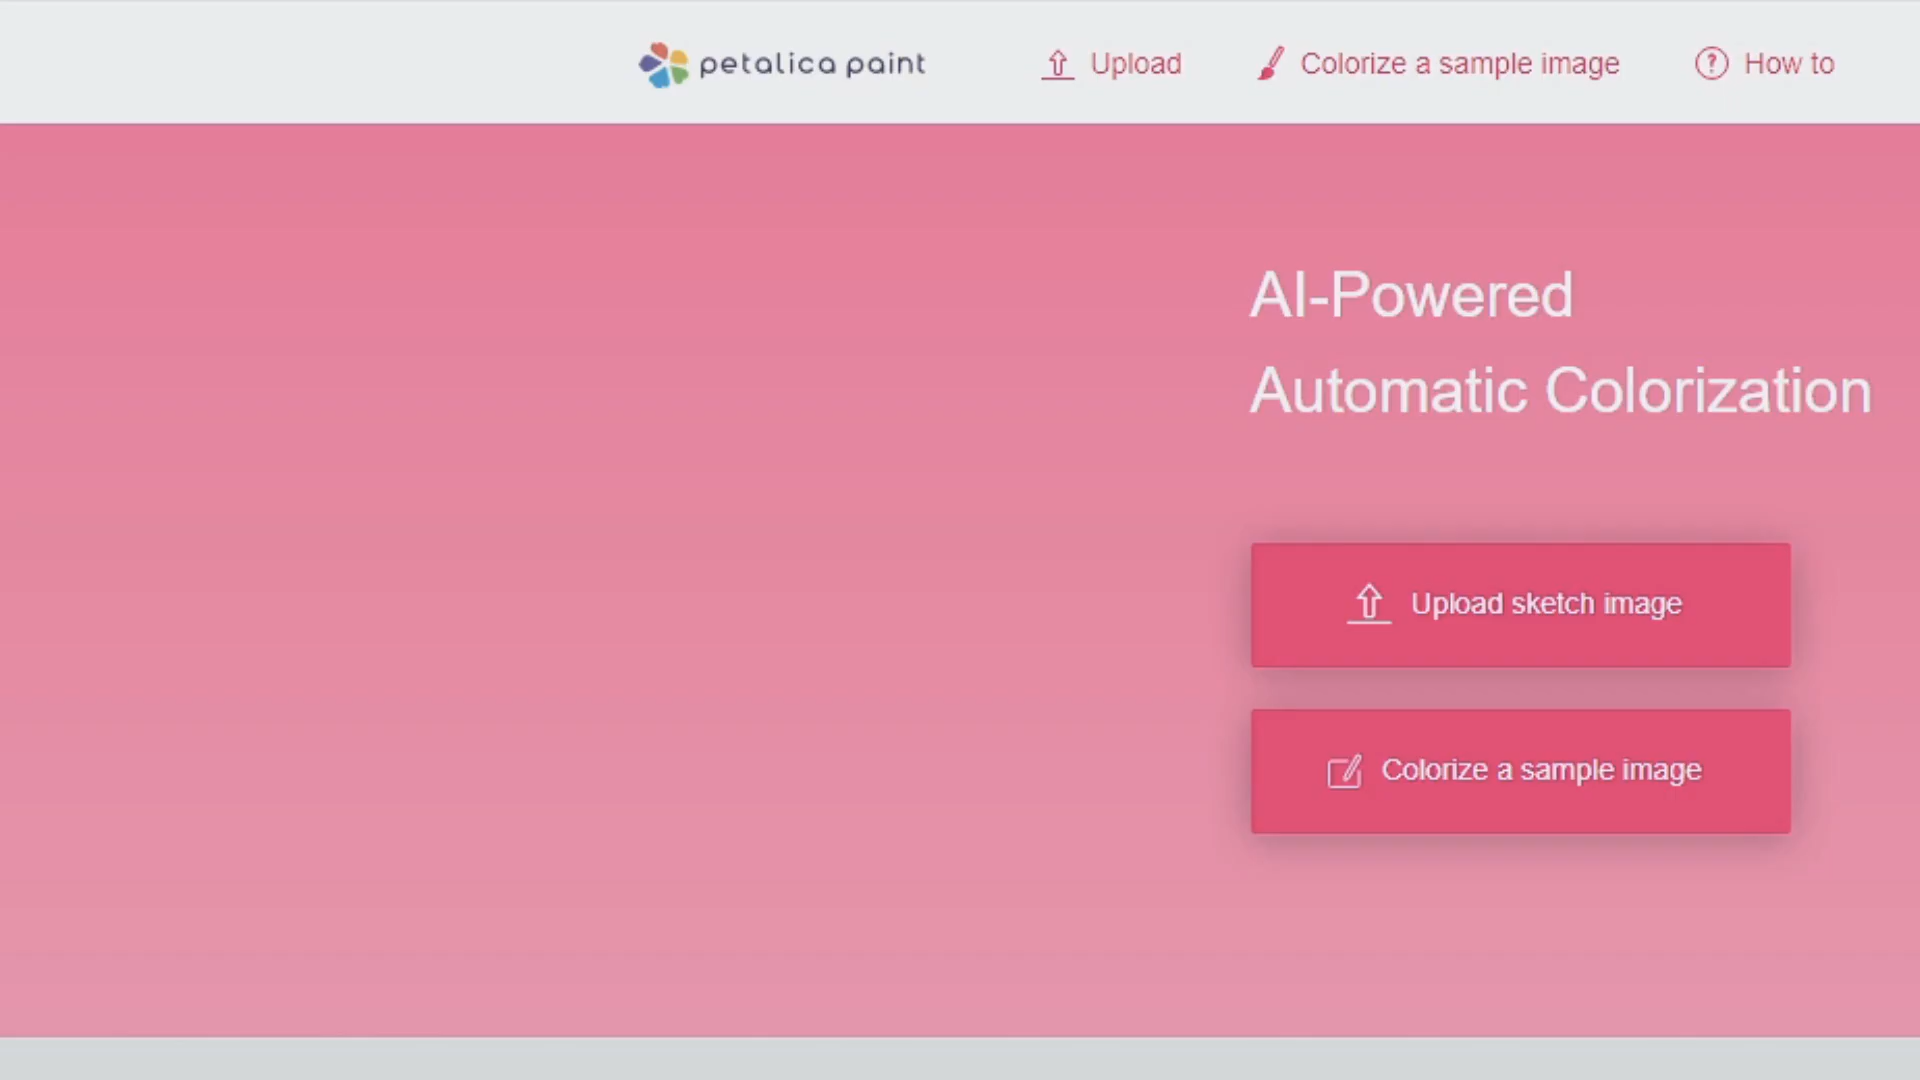 petalica paint
Upload
Colorize a sample image
How to
AI-Powered
Automatic Colorization
Upload sketch image
Colorize a sample image